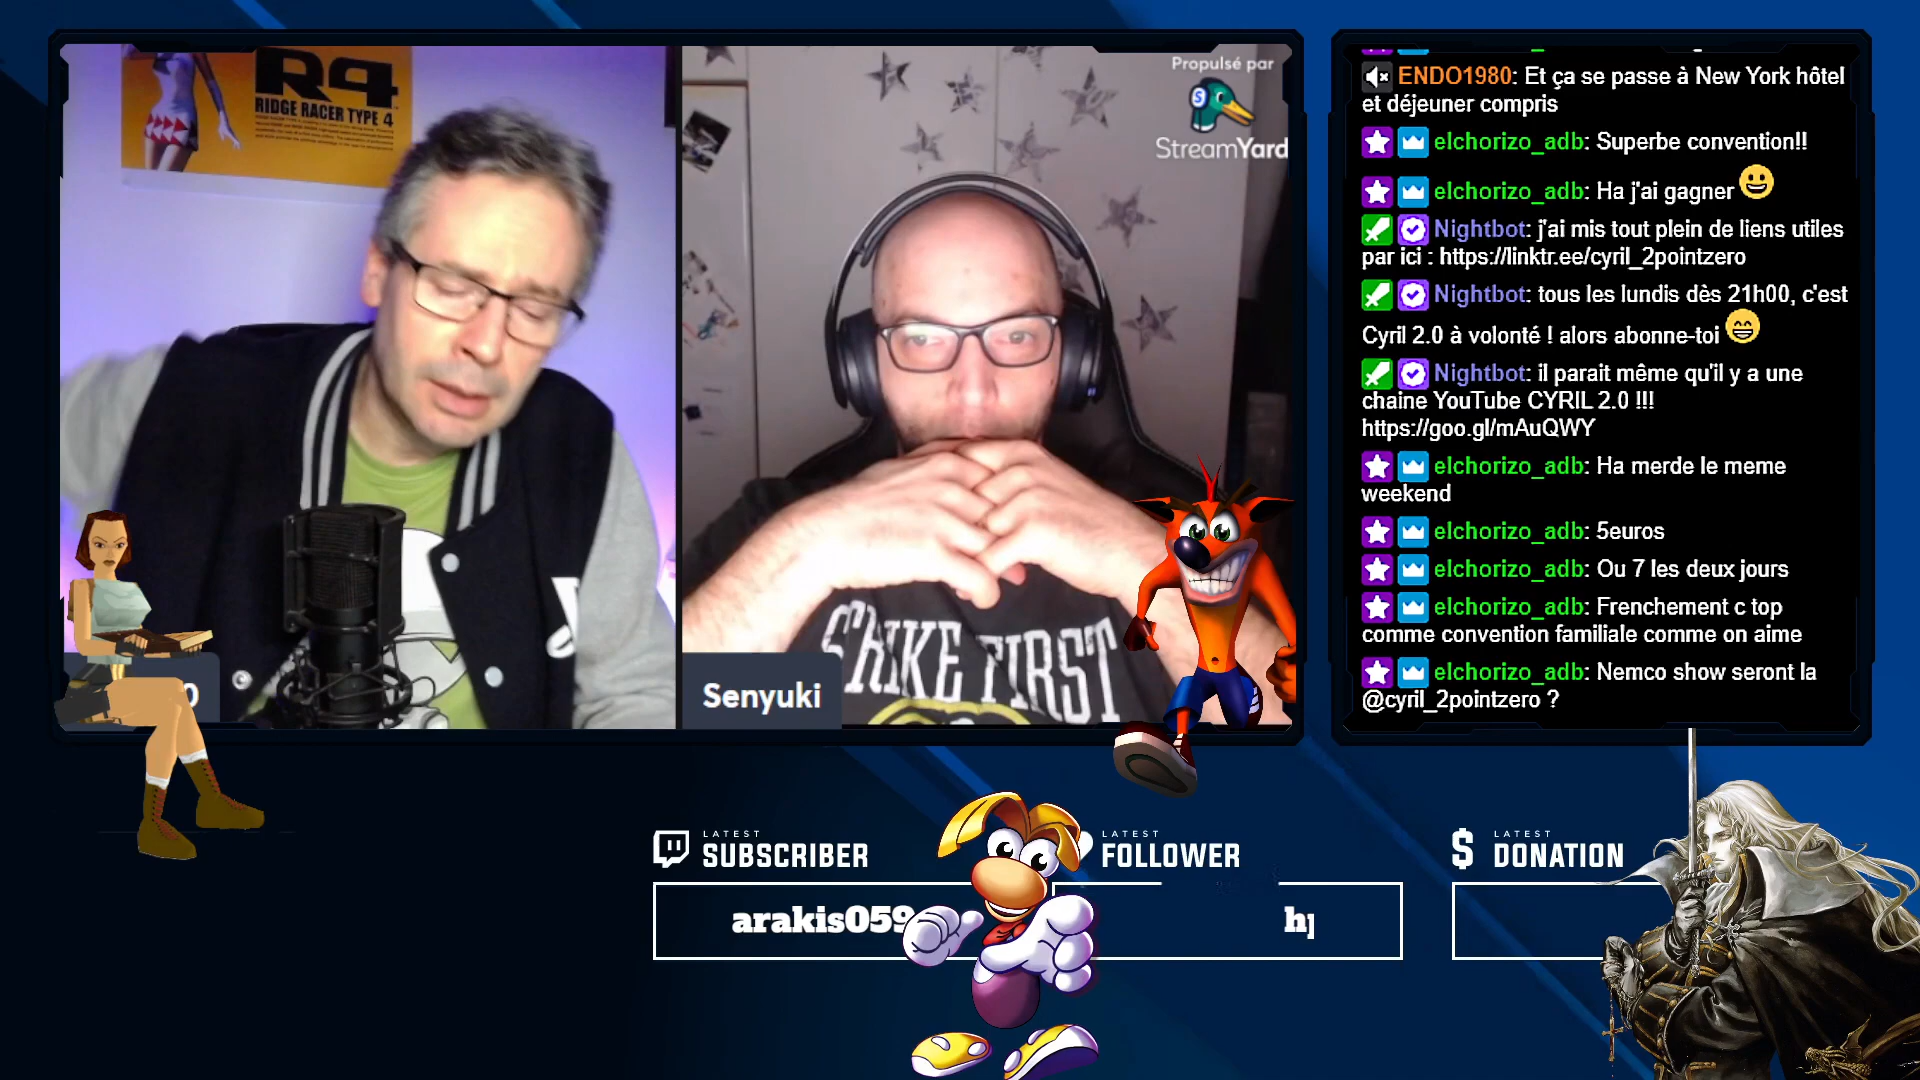 R4
RIDGE RACER TYPE 4
Propulsé par
StreamYard
STRIKE FIRST
Senyuki
ENDO1980: Et ça se passe à New York hôtel
et déjeuner compris
elchorizo_adb: Superbe convention!!
elchorizo_adb: Ha j'ai gagner 😀
Nightbot: j'ai mis tout plein de liens utiles
par ici : https://linktr.ee/cyril_2pointzero
Nightbot: tous les lundis dès 21h00, c'est
Cyril 2.0 à volonté ! alors abonne-toi 😁
Nightbot: il parait même qu'il y a une
chaine YouTube CYRIL 2.0 !!!
https://goo.gl/mAuQWY
elchorizo_adb: Ha merde le meme
weekend
elchorizo_adb: 5euros
elchorizo_adb: Ou 7 les deux jours
elchorizo_adb: Frenchement c top
comme convention familiale comme on aime
elchorizo_adb: Nemco show seront la
@cyril_2pointzero ?
LATEST
SUBSCRIBER
arakis059
LATEST
FOLLOWER
$
LATEST
DONATION